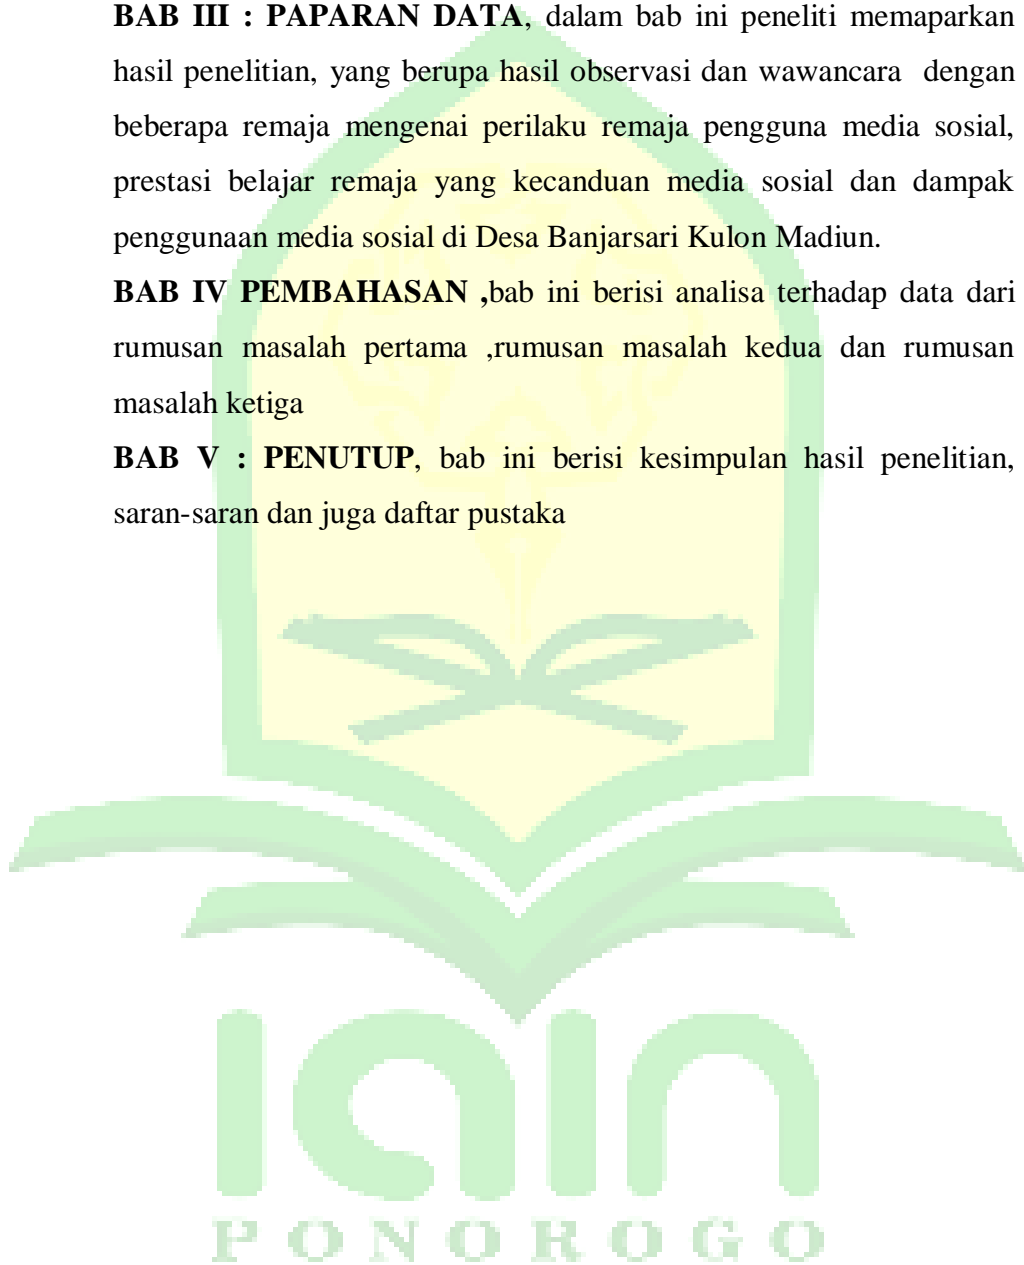 BAB III : PAPARAN DATA, dalam bab ini peneliti memaparkan
hasil penelitian, yang berupa hasil observasi dan wawancara dengan
beberapa remaja mengenai perilaku remaja pengguna media sosial,
prestasi belajar remaja yang kecanduan media sosial dan dampak
penggunaan media sosial di Desa Banjarsari Kulon Madiun.
BAB IV PEMBAHASAN ,bab ini berisi analisa terhadap data dari
rumusan masalah pertama ,rumusan masalah kedua dan rumusan
masalah ketiga
BAB V : PENUTUP, bab ini berisi kesimpulan hasil penelitian,
saran-saran dan juga daftar pustaka
iain
PONOROGO